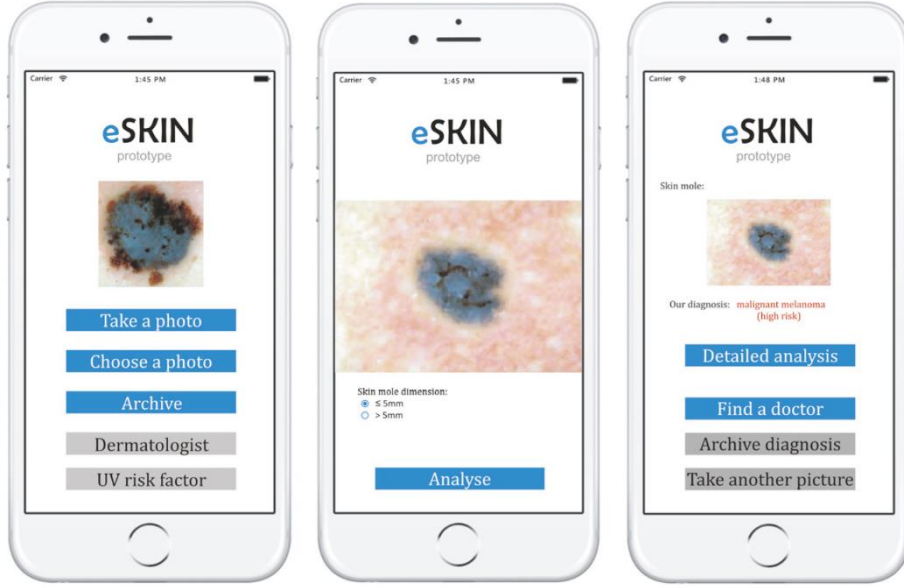 Carrier
1:45 PM
eSKIN
prototype
Take a photo
Choose a photo
Archive
Dermatologist
UV risk factor
Carrier
1:45 PM
eSKIN
prototype
Skin mole dimension:
≤ 5mm
> 5mm
Analyse
Carrier
1:48 PM
eSKIN
prototype
Skin mole:
Our diagnosis: malignant melanoma
(high risk)
Detailed analysis
Find a doctor
Archive diagnosis
Take another picture